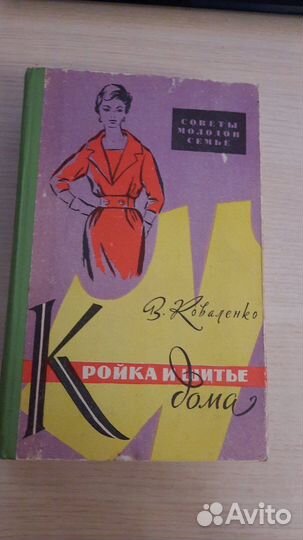 СОВЕТЫ
МОЛОДОЙ
СЕМЬЕ
В. Коваленко
КРОЙКА И ШИТЬЕ
дома
Avito